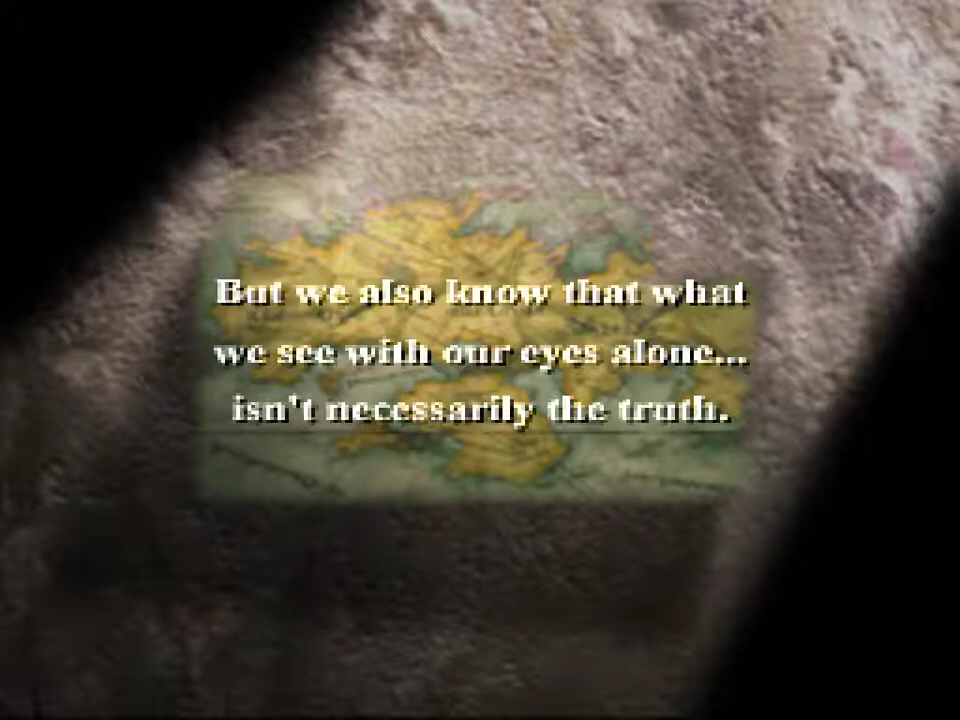 But we also know that what
we see with our eyes alone...
isn't necessarily the truth.